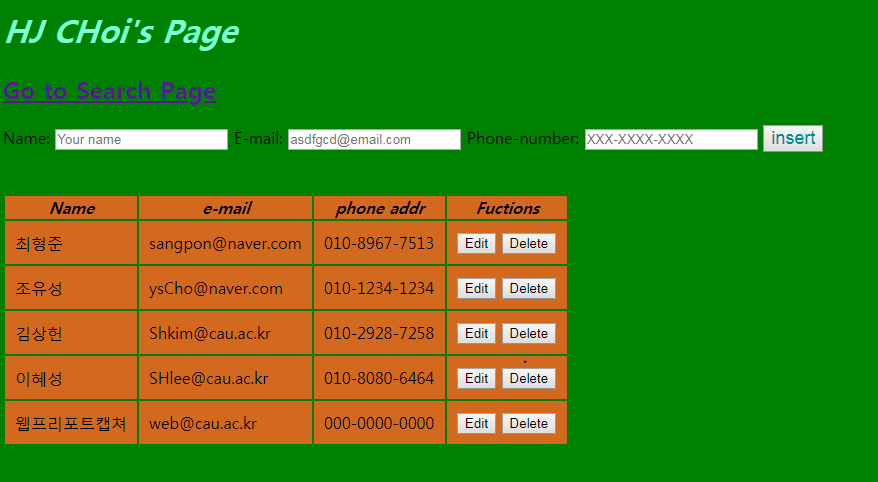 HJ CHoi's Page
Go to Search Page
Name: Your name E-mail: asdfgcd@email.com Phone-number: XXX-XXXX-XXXX insert
Name e-mail phone addr Fuctions
최형준 sangpon@naver.com 010-8967-7513 Edit Delete
조유성 ysCho@naver.com 010-1234-1234 Edit Delete
김상헌 Shkim@cau.ac.kr 010-2928-7258 Edit Delete
이혜성 SHlee@cau.ac.kr 010-8080-6464 Edit Delete
웹프리포트캡쳐 web@cau.ac.kr 000-0000-0000 Edit Delete